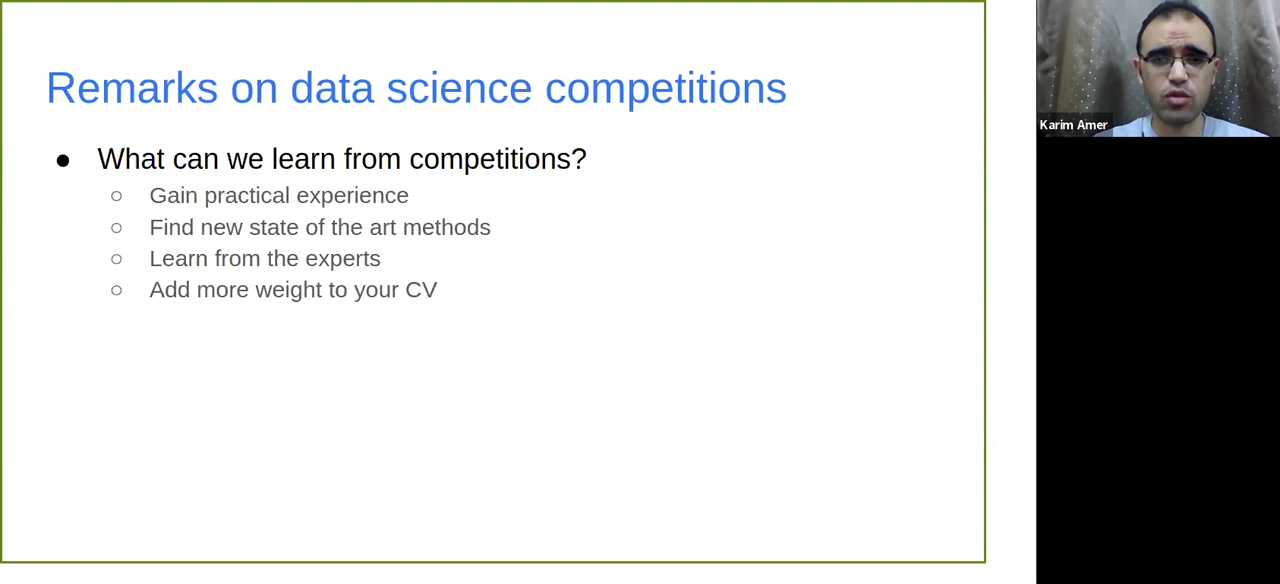 Remarks on data science competitions
● What can we learn from competitions?
○ Gain practical experience
○ Find new state of the art methods
○ Learn from the experts
○ Add more weight to your CV
Karim Amer